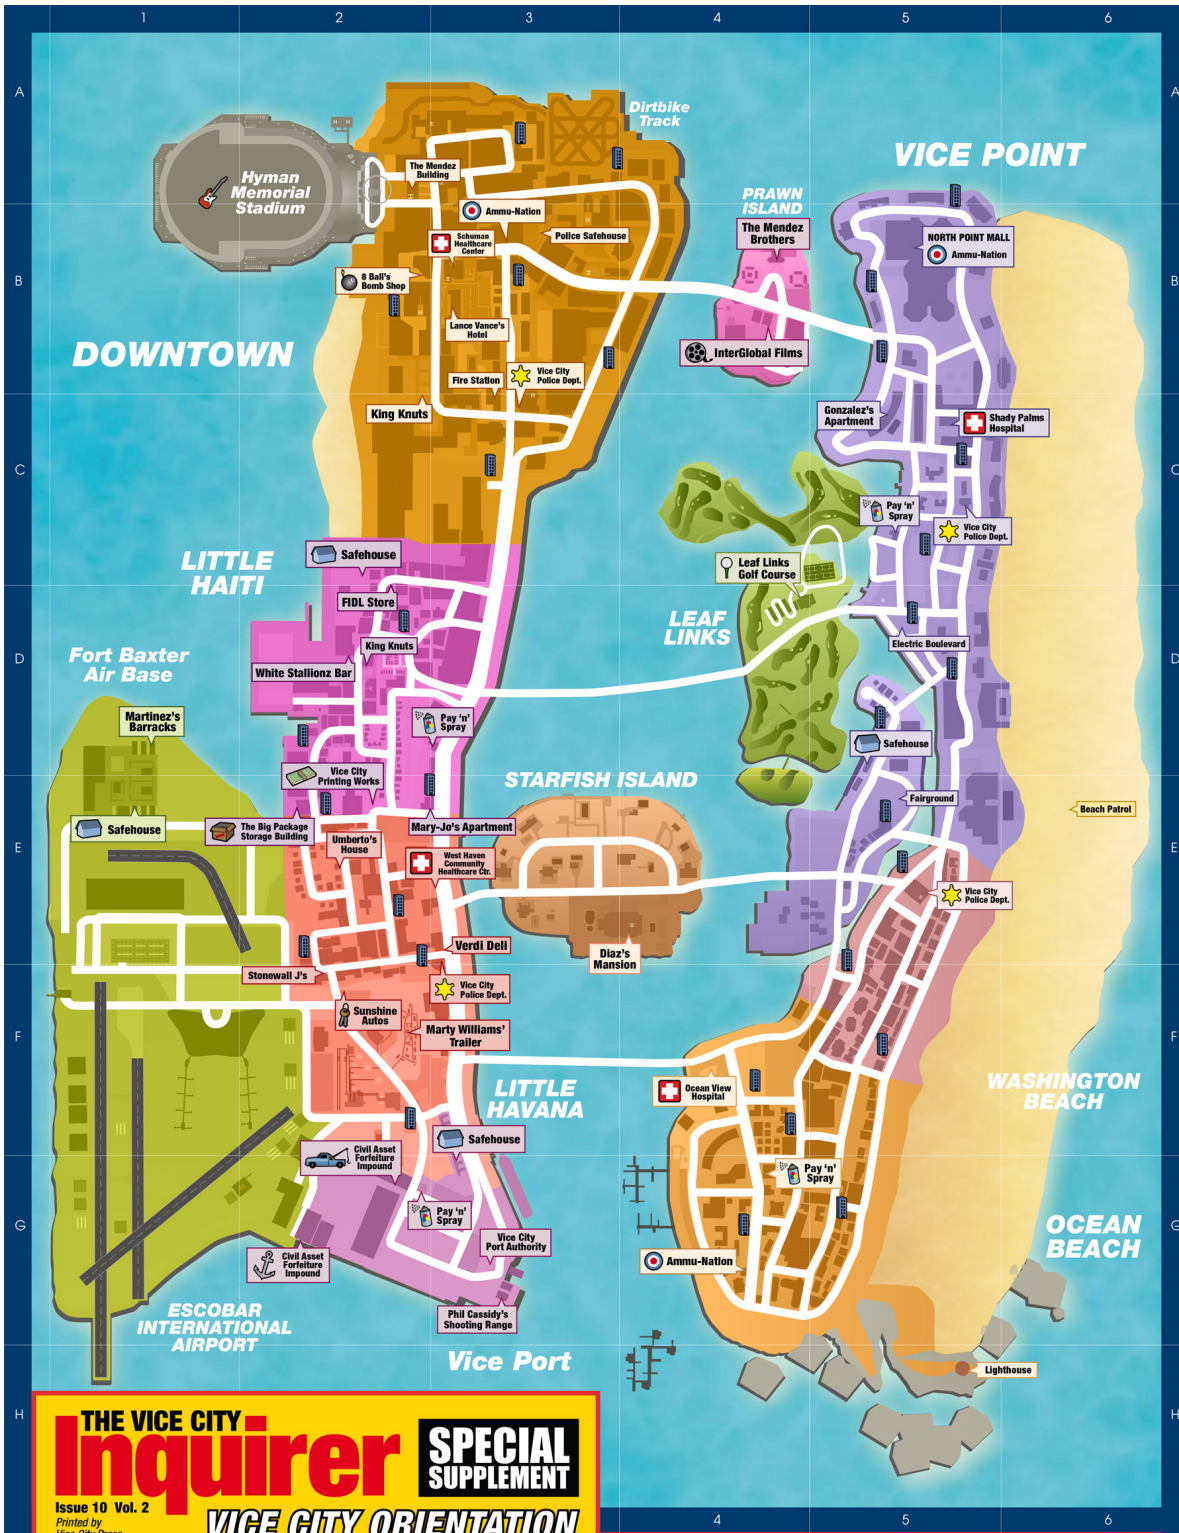 1
2
3
4
5
6
A
A
Dirtbike
Track
VICE POINT
The Mendez
Building
Hyman
Memorial
Stadium
PRAWN
ISLAND
Ammu-Nation
The Mendez
Brothers
Schuman
Healthcare
Center
Police Safehouse
NORTH POINT MALL
Ammu-Nation
8 Ball's
Bomb Shop
B
B
Lance Vance's
Hotel
DOWNTOWN
InterGlobal Films
Fire Station
Vice City
Police Dept.
King Knuts
Gonzalez's
Apartment
Shady Palms
Hospital
C
C
Pay 'n'
Spray
Vice City
Police Dept.
LITTLE
HAITI
Safehouse
Leaf Links
Golf Course
FIDL Store
LEAF
LINKS
King Knuts
Electric Boulevard
D
D
Fort Baxter
Air Base
White Stallionz Bar
Martinez's
Barracks
Pay 'n'
Spray
Safehouse
Vice City
Printing Works
STARFISH ISLAND
Fairground
Beach Patrol
Safehouse
The Big Package
Storage Building
Mary-Jo's Apartment
Umberto's
House
E
E
West Haven
Community
Healthcare Ctr.
Vice City
Police Dept.
Verdi Deli
Diaz's
Mansion
Stonewall J's
Vice City
Police Dept.
Sunshine
Autos
Marty Williams'
Trailer
F
F
LITTLE
HAVANA
Ocean View
Hospital
WASHINGTON
BEACH
Safehouse
Civil Asset
Forfeiture
Impound
Pay 'n'
Spray
Pay 'n'
Spray
G
G
OCEAN
BEACH
Vice City
Port Authority
Civil Asset
Forfeiture
Impound
Ammu-Nation
ESCOBAR
INTERNATIONAL
AIRPORT
Phil Cassidy's
Shooting Range
Vice Port
Lighthouse
H
H
THE VICE CITY
Inquirer
SPECIAL
SUPPLEMENT
Issue 10 Vol. 2
Printed by
Vice City Press
VICE CITY ORIENTATION
4
5
6